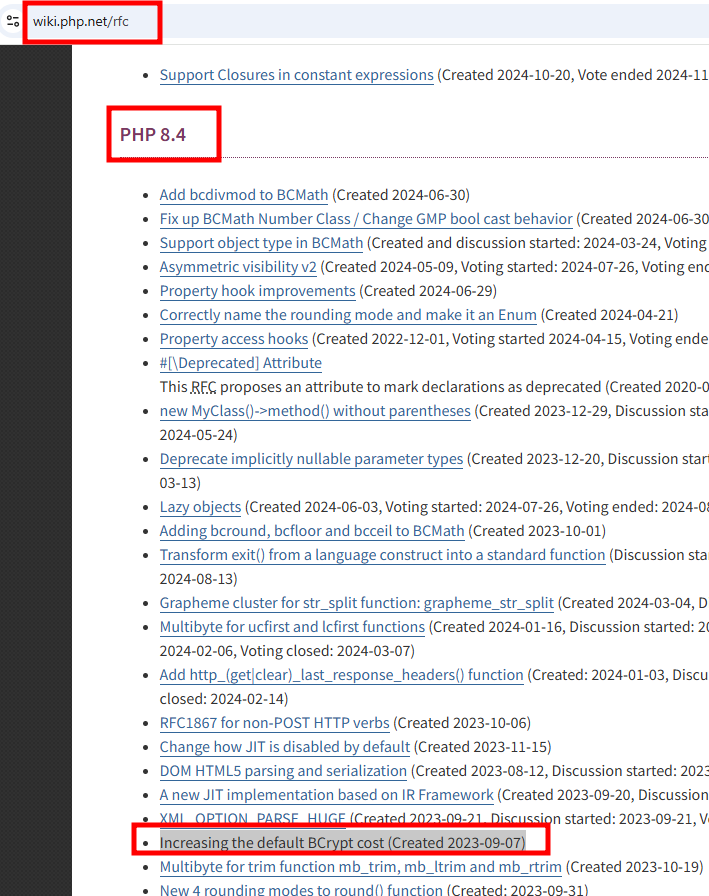 wiki.php.net/rfc
Support Closures in constant expressions (Created 2024-10-20, Vote ended 2024-11
PHP 8.4
Add bcdivmod to BCMath (Created 2024-06-30)
Fix up BCMath Number Class / Change GMP bool cast behavior (Created 2024-06-30
Support object type in BCMath (Created and discussion started: 2024-03-24, Voting
Asymmetric visibility v2 (Created 2024-05-09, Voting started: 2024-07-26, Voting end
Property hook improvements (Created 2024-06-29)
Correctly name the rounding mode and make it an Enum (Created 2024-04-21)
Property access hooks (Created 2022-12-01, Voting started 2024-04-15, Voting ende
#[\Deprecated] Attribute
This RFC proposes an attribute to mark declarations as deprecated (Created 2020-0
new MyClass()->method() without parentheses (Created 2023-12-29, Discussion sta
2024-05-24)
Deprecate implicitly nullable parameter types (Created 2023-12-20, Discussion start
03-13)
Lazy objects (Created 2024-06-03, Voting started: 2024-07-26, Voting ended: 2024-08
Adding bcround, bcfloor and bcceil to BCMath (Created 2023-10-01)
Transform exit() from a language construct into a standard function (Discussion sta
2024-08-13)
Grapheme cluster for str_split function: grapheme_str_split (Created 2024-03-04, D
Multibyte for ucfirst and lcfirst functions (Created 2024-01-16, Discussion started: 20
2024-02-06, Voting closed: 2024-03-07)
Add http_(get|clear)_last_response_headers() function (Created: 2024-01-03, Discu
closed: 2024-02-14)
RFC1867 for non-POST HTTP verbs (Created 2023-10-06)
Change how JIT is disabled by default (Created 2023-11-15)
DOM HTML5 parsing and serialization (Created 2023-08-12, Discussion started: 2023
A new JIT implementation based on IR Framework (Created 2023-09-20, Discussion
XML_OPTION_PARSE_HUGE (Created 2023-09-21, Discussion started: 2023-09-21, V
Increasing the default BCrypt cost (Created 2023-09-07)
Multibyte for trim function mb_trim, mb_ltrim and mb_rtrim (Created 2023-10-19)
New 4 rounding modes to round() function (Created: 2023-09-31)